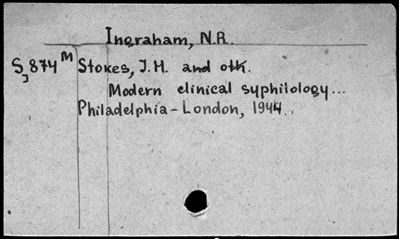 Ingraham, N.R.
S,874 M Stokes, J.H. and oth.
Modern clinical syphilology...
Philadelphia-London, 1944.